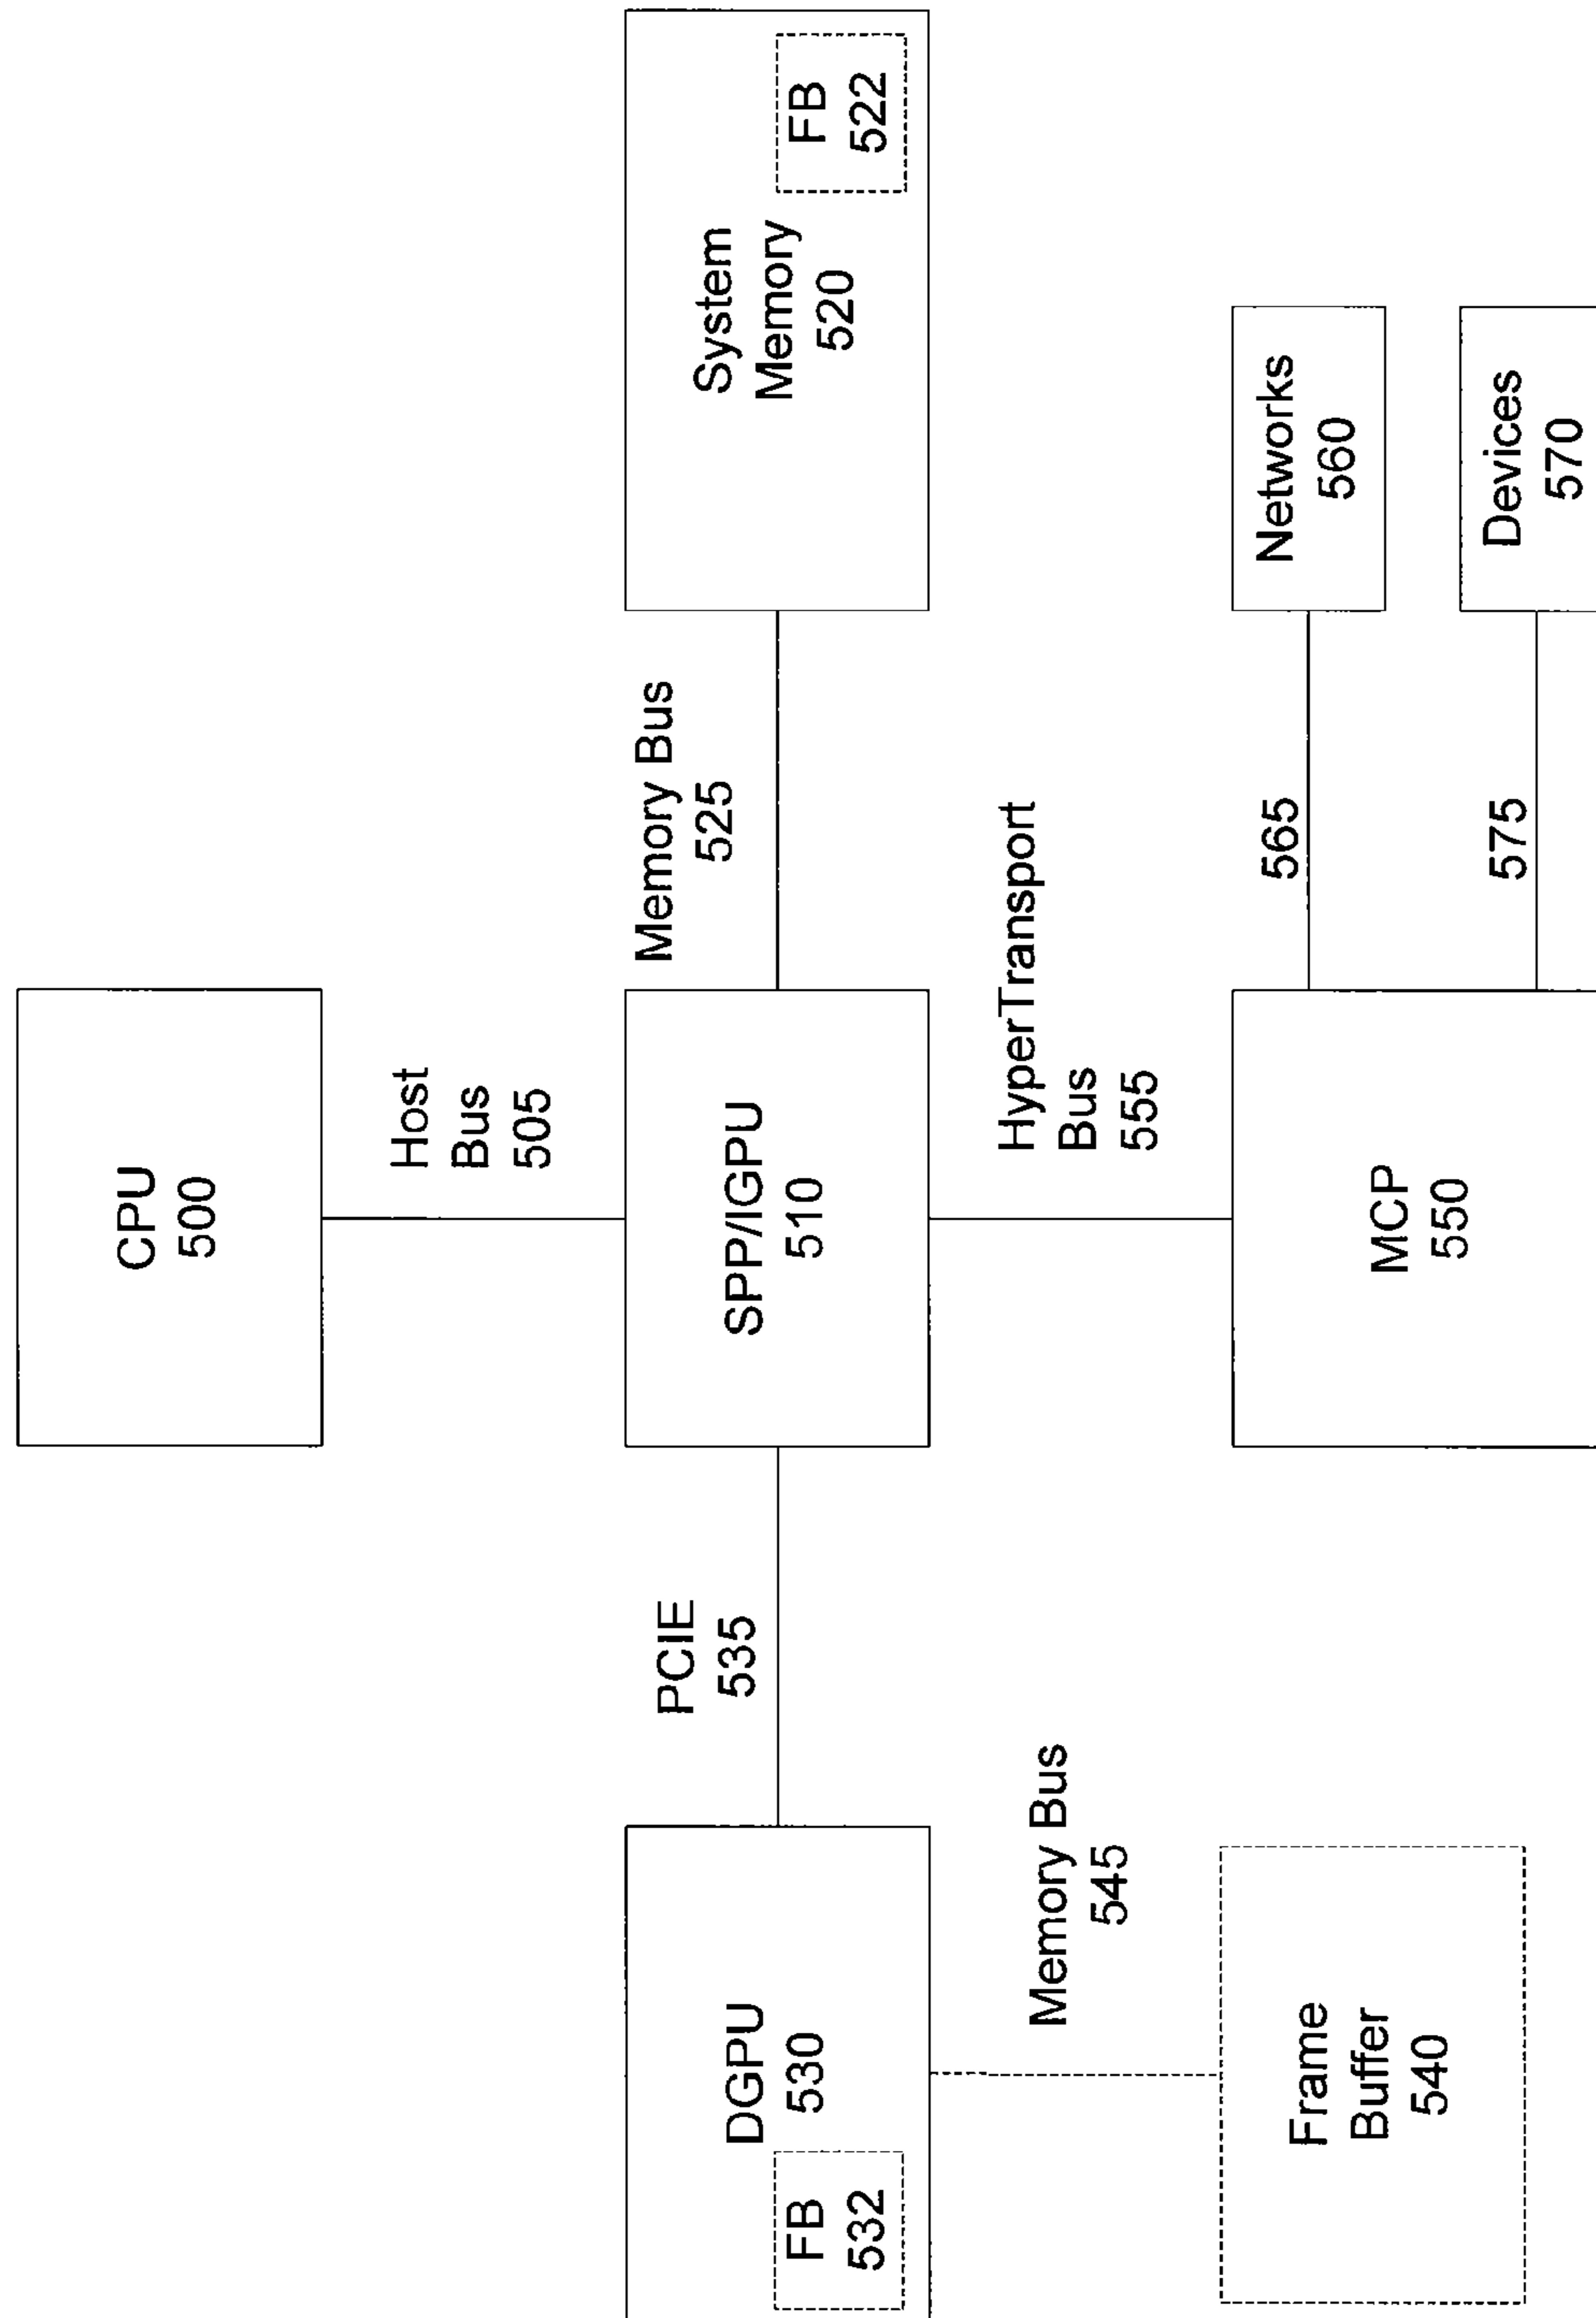 CPU
500
Host
Bus
505
DGPU
530
FB
532
PCIE
535
SPP/IGPU
510
Memory Bus
525
System
Memory
520
FB
522
Memory Bus
545
HyperTransport
Bus
555
Frame
Buffer
540
MCP
550
565
Networks
560
575
Devices
570